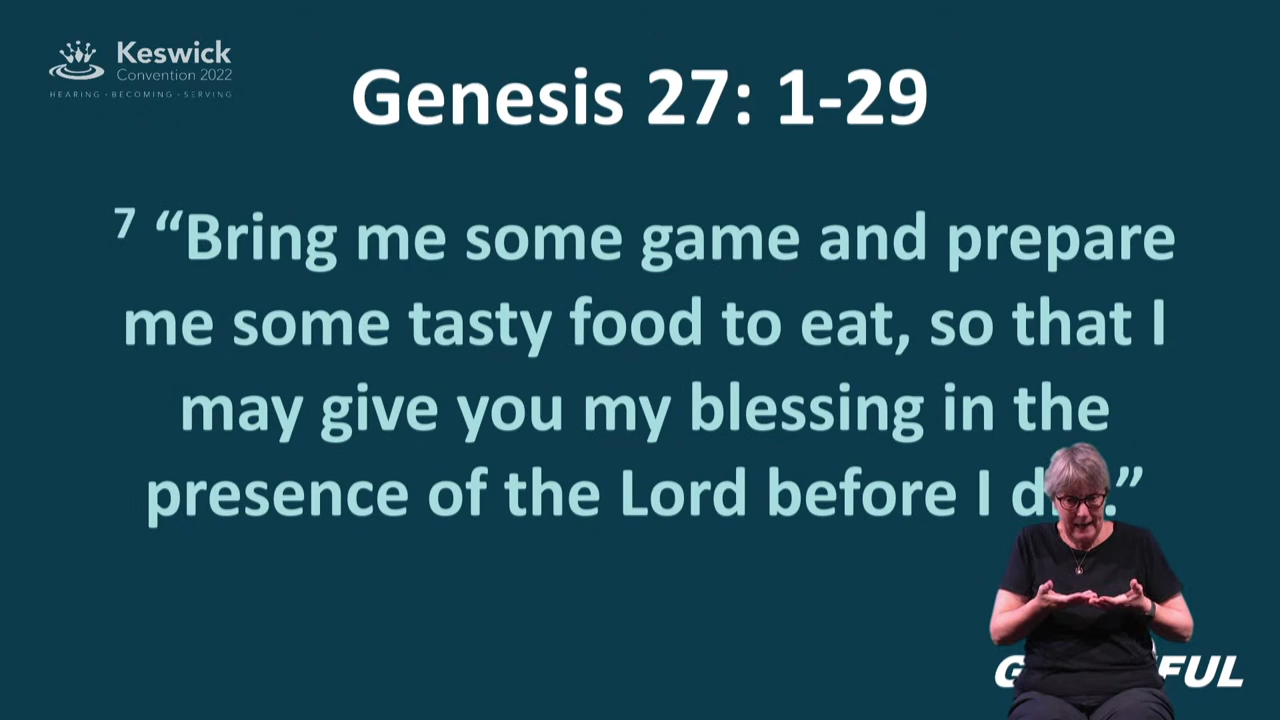 Keswick
Convention 2022
HEARING · BECOMING · SERVING
Genesis 27: 1-29
7 “Bring me some game and prepare
me some tasty food to eat, so that I
may give you my blessing in the
presence of the Lord before I